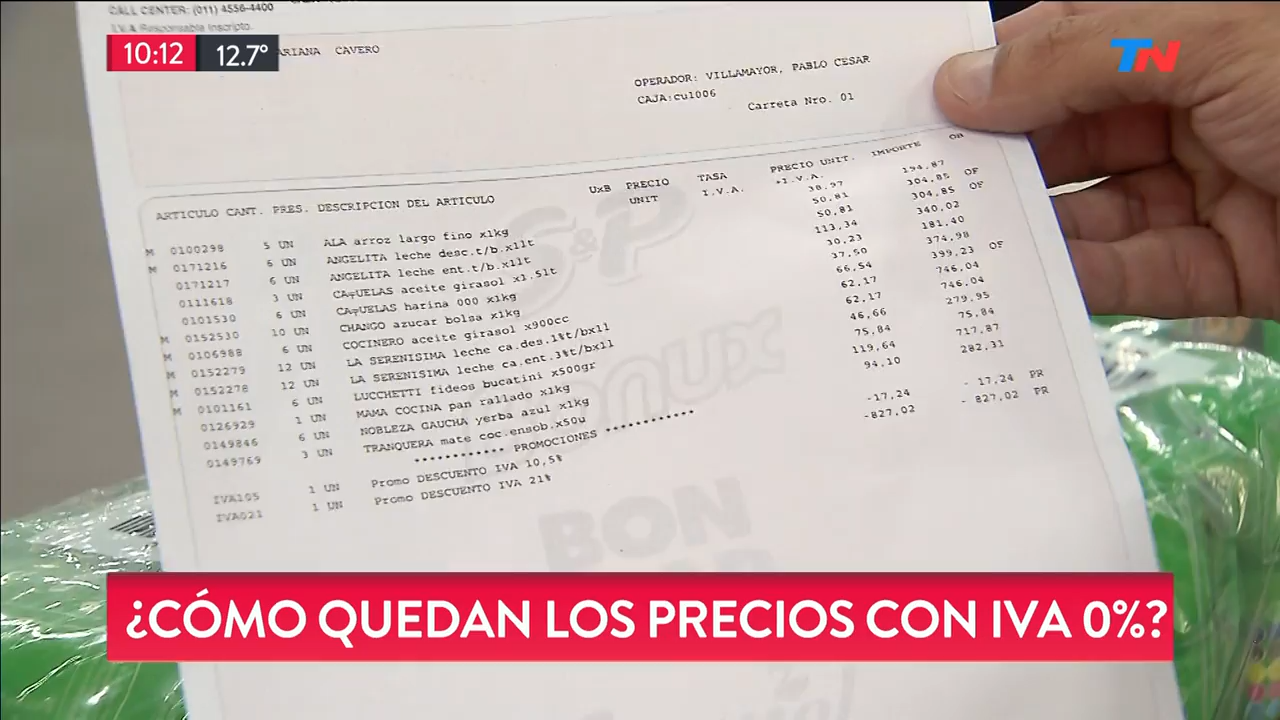 CALL CENTER: (011) 4556-4400
I.V.A Responsable Inscripto.
10:12 12.7°
ARIANA CAVERO
TN
OPERADOR: VILLAMAYOR, PABLO CESAR
CAJA:cu1006
Carreta Nro. 01
ARTICULO CANT. PRES. DESCRIPCION DEL ARTICULO UxB PRECIO UNIT TASA I.V.A. PRECIO UNIT. +I.V.A. IMPORTE OB
M 0100298 5 UN ALA arroz largo fino x1kg 38,97 194,87
M 0171216 6 UN ANGELITA leche desc.t/b.x1lt 50,81 304,85 OF
0171217 6 UN ANGELITA leche ent.t/b.x1lt 50,81 304,85 OF
0111618 3 UN CAÑUELAS aceite girasol x1.5lt 113,34 340,02
0101530 6 UN CAÑUELAS harina 000 x1kg 30,23 181,40
M 0152530 10 UN CHANGO azucar bolsa x1kg 37,50 374,98
M 0106988 6 UN COCINERO aceite girasol x900cc 66,54 399,23 OF
M 0152279 12 UN LA SERENISIMA leche ca.des.1%t/bx1l 62,17 746,04
M 0152278 12 UN LA SERENISIMA leche ca.ent.3%t/bx1l 62,17 746,04
M 0101161 6 UN LUCCHETTI fideos bucatini x500gr 46,66 279,95
0126929 1 UN MAMA COCINA pan rallado x1kg 75,84 75,84
0149846 6 UN NOBLEZA GAUCHA yerba azul x1kg 119,64 717,87
0149769 3 UN TRANQUERA mate coc.ensob.x50u 94,10 282,31
************ PROMOCIONES ************
IVA105 1 UN Promo DESCUENTO IVA 10,5% -17,24 - 17,24 PR
IVA021 1 UN Promo DESCUENTO IVA 21% -827,02 - 827,02 PR
S&P
BON
¿CÓMO QUEDAN LOS PRECIOS CON IVA 0%?